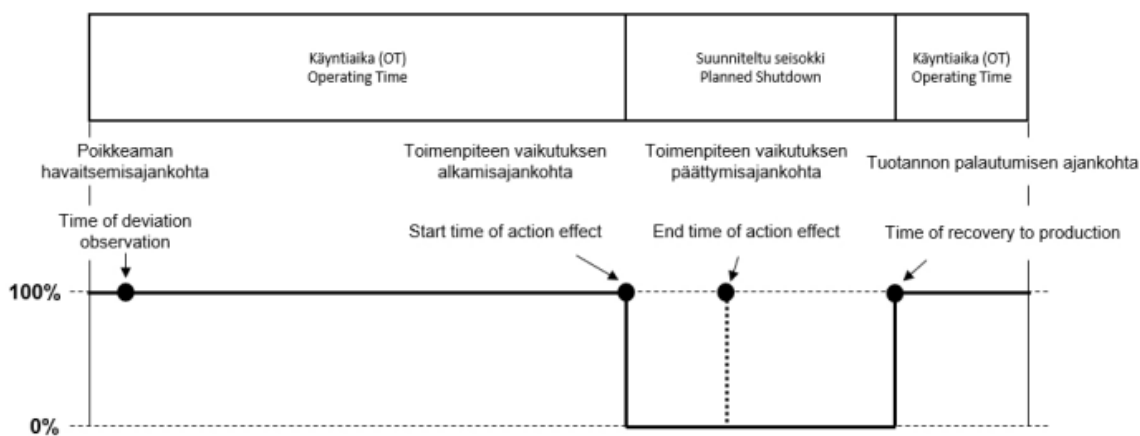 Käyntiaika (OT)
Operating Time
Suunniteltu seisokki
Planned Shutdown
Käyntiaika (OT)
Operating Time
Poikkeaman
havaitsemisajankohta
Toimenpiteen vaikutuksen
alkamisajankohta
Toimenpiteen vaikutuksen
päättymisajankohta
Tuotannon palautumisen ajankohta
Time of deviation
observation
Start time of action effect
End time of action effect
Time of recovery to production
100%
0%